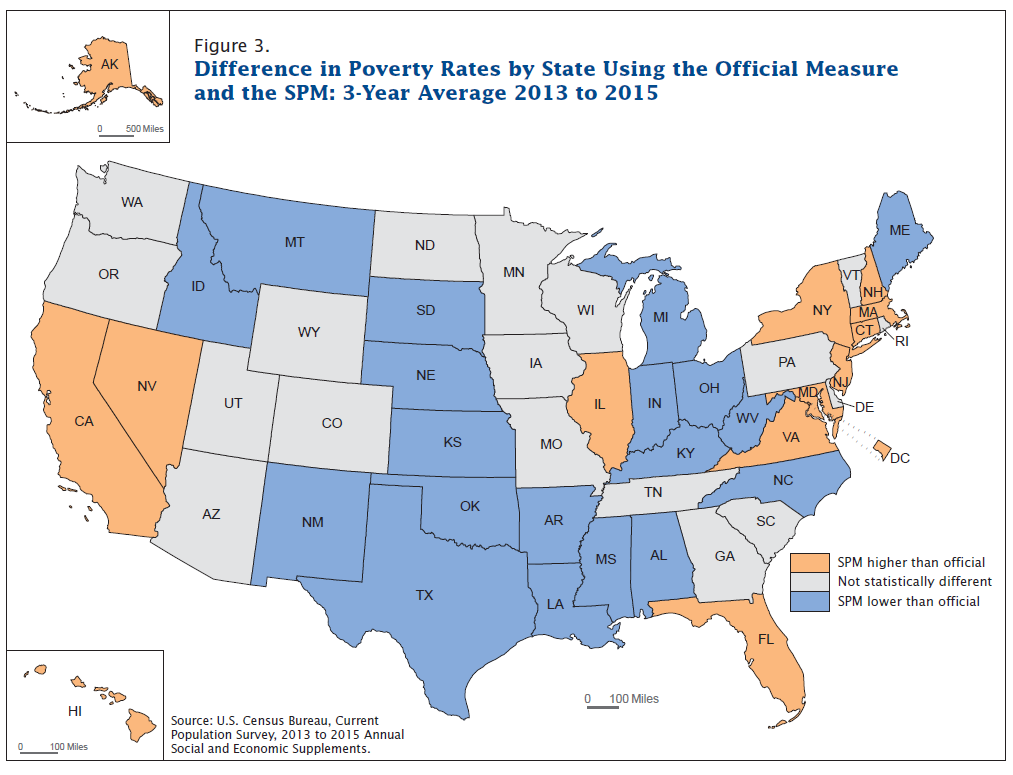 Figure 3.
Difference in Poverty Rates by State Using the Official Measure
and the SPM: 3-Year Average 2013 to 2015
AK
0 500 Miles
WA
OR
ID
MT
ND
MN
WI
MI
ME
VT
NH
NY
MA
CT
RI
SD
WY
IA
PA
NJ
NE
OH
MD
DE
NV
UT
IL
IN
WV
CA
CO
KS
MO
KY
VA
DC
AZ
NM
OK
AR
TN
NC
SC
MS
AL
GA
TX
LA
FL
SPM higher than official
Not statistically different
SPM lower than official
HI
0 100 Miles
0 100 Miles
Source: U.S. Census Bureau, Current
Population Survey, 2013 to 2015 Annual
Social and Economic Supplements.